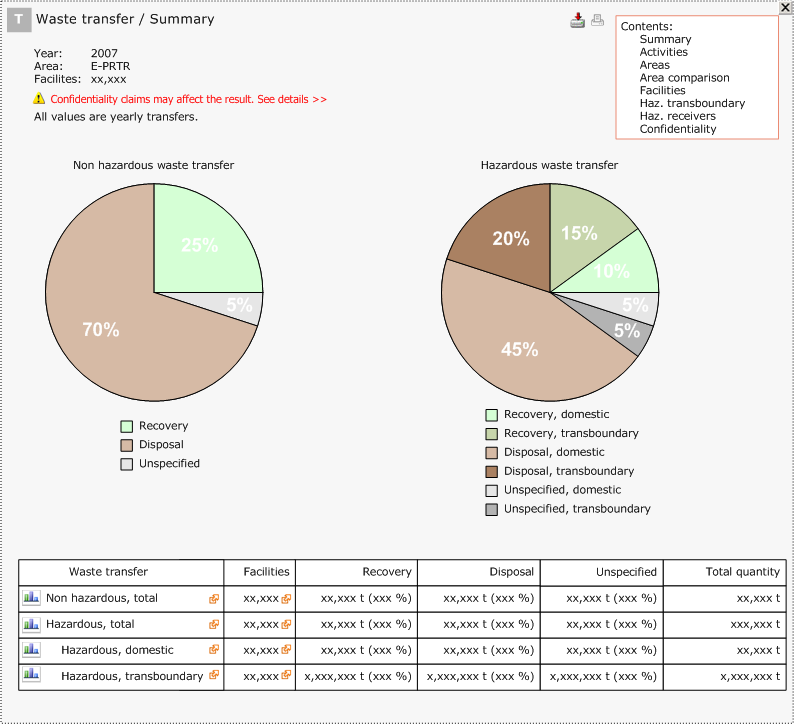 T Waste transfer / Summary
Year: 2007
Area: E-PRTR
Facilites: xx,xxx
Confidentiality claims may affect the result. See details >>
All values are yearly transfers.
Contents:
Summary
Activities
Areas
Area comparison
Facilities
Haz. transboundary
Haz. receivers
Confidentiality
Non hazardous waste transfer
25%
5%
70%
Recovery
Disposal
Unspecified
Hazardous waste transfer
20%
15%
10%
5%
5%
45%
Recovery, domestic
Recovery, transboundary
Disposal, domestic
Disposal, transboundary
Unspecified, domestic
Unspecified, transboundary
Waste transfer Facilities Recovery Disposal Unspecified Total quantity
Non hazardous, total xx,xxx xx,xxx t (xxx %) xx,xxx t (xxx %) xx,xxx t (xxx %) xx,xxx t
Hazardous, total xx,xxx xx,xxx t (xxx %) xx,xxx t (xxx %) xx,xxx t (xxx %) xxx,xxx t
Hazardous, domestic xx,xxx xx,xxx t (xxx %) xx,xxx t (xxx %) xx,xxx t (xxx %) xx,xxx t
Hazardous, transboundary xx,xxx x,xxx,xxx t (xxx %) x,xxx,xxx t (xxx %) x,xxx,xxx t (xxx %) x,xxx,xxx t